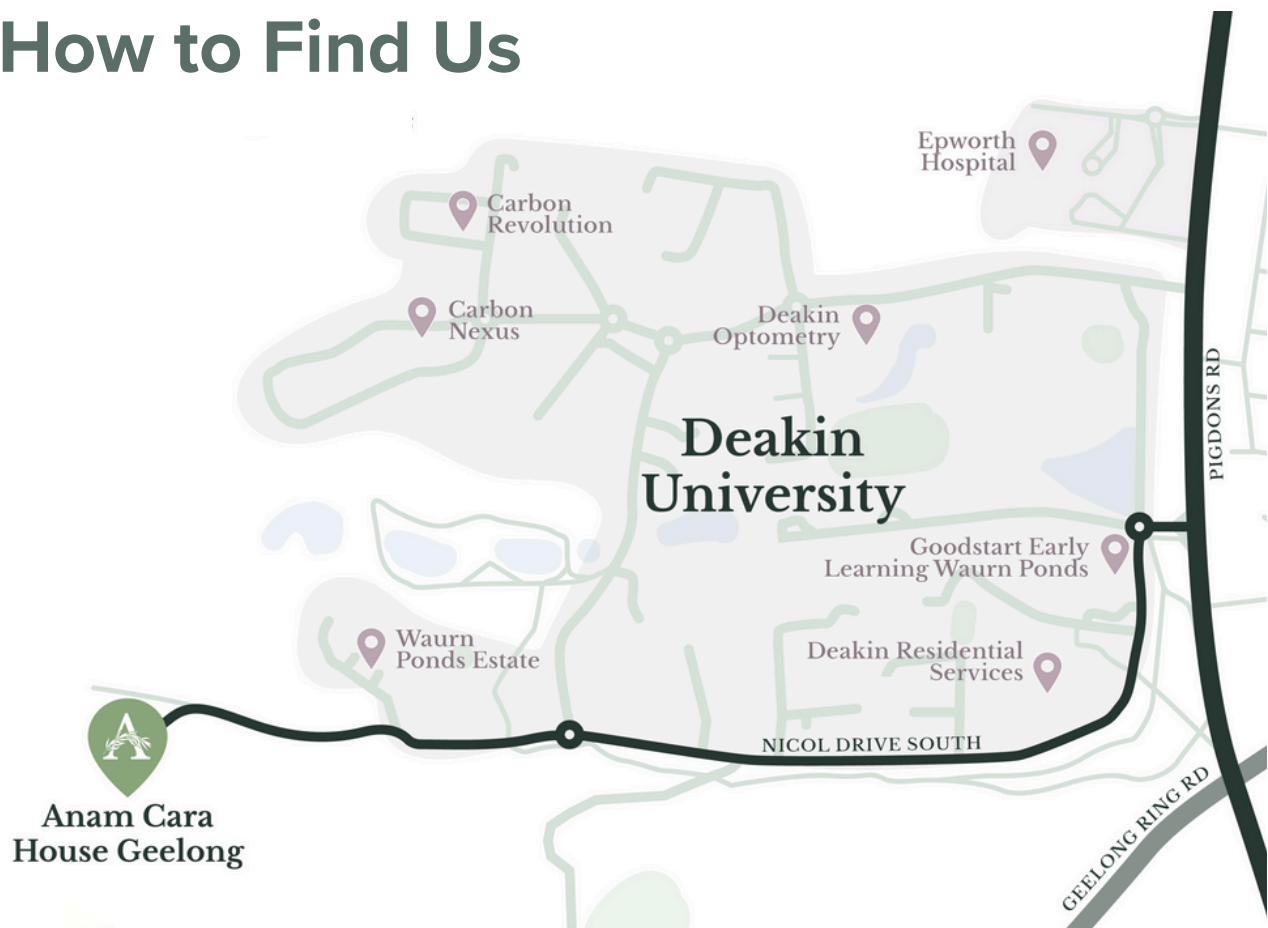 How to Find Us
Epworth
Hospital
Carbon
Revolution
Carbon
Nexus
Deakin
Optometry
PIGDONS RD
Deakin
University
Goodstart Early
Learning Waurn Ponds
Waurn
Ponds Estate
Deakin Residential
Services
A
NICOL DRIVE SOUTH
GEELONG RING RD
Anam Cara
House Geelong